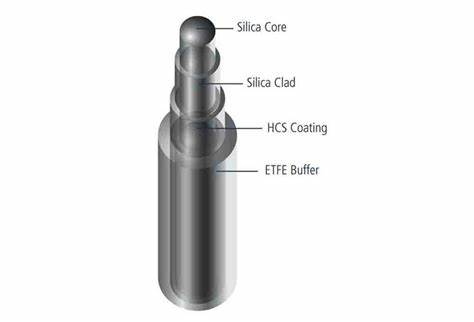 Silica Core
Silica Clad
HCS Coating
ETFE Buffer